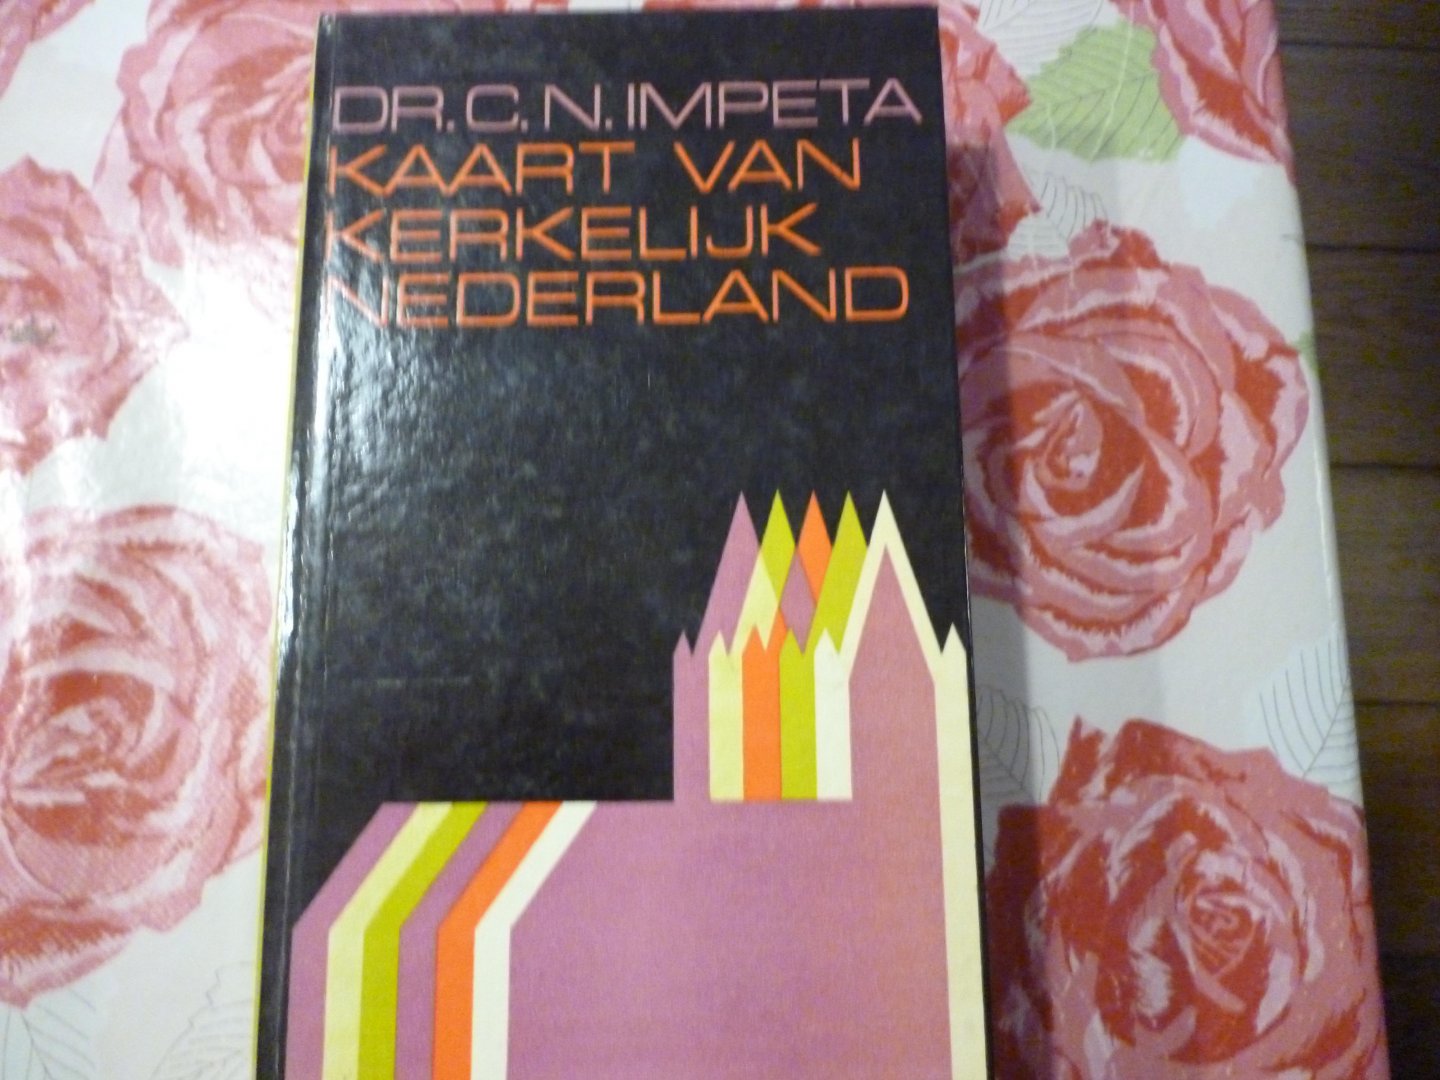 DR. C. N. IMPETA
KAART VAN
KERKELIJK
NEDERLAND